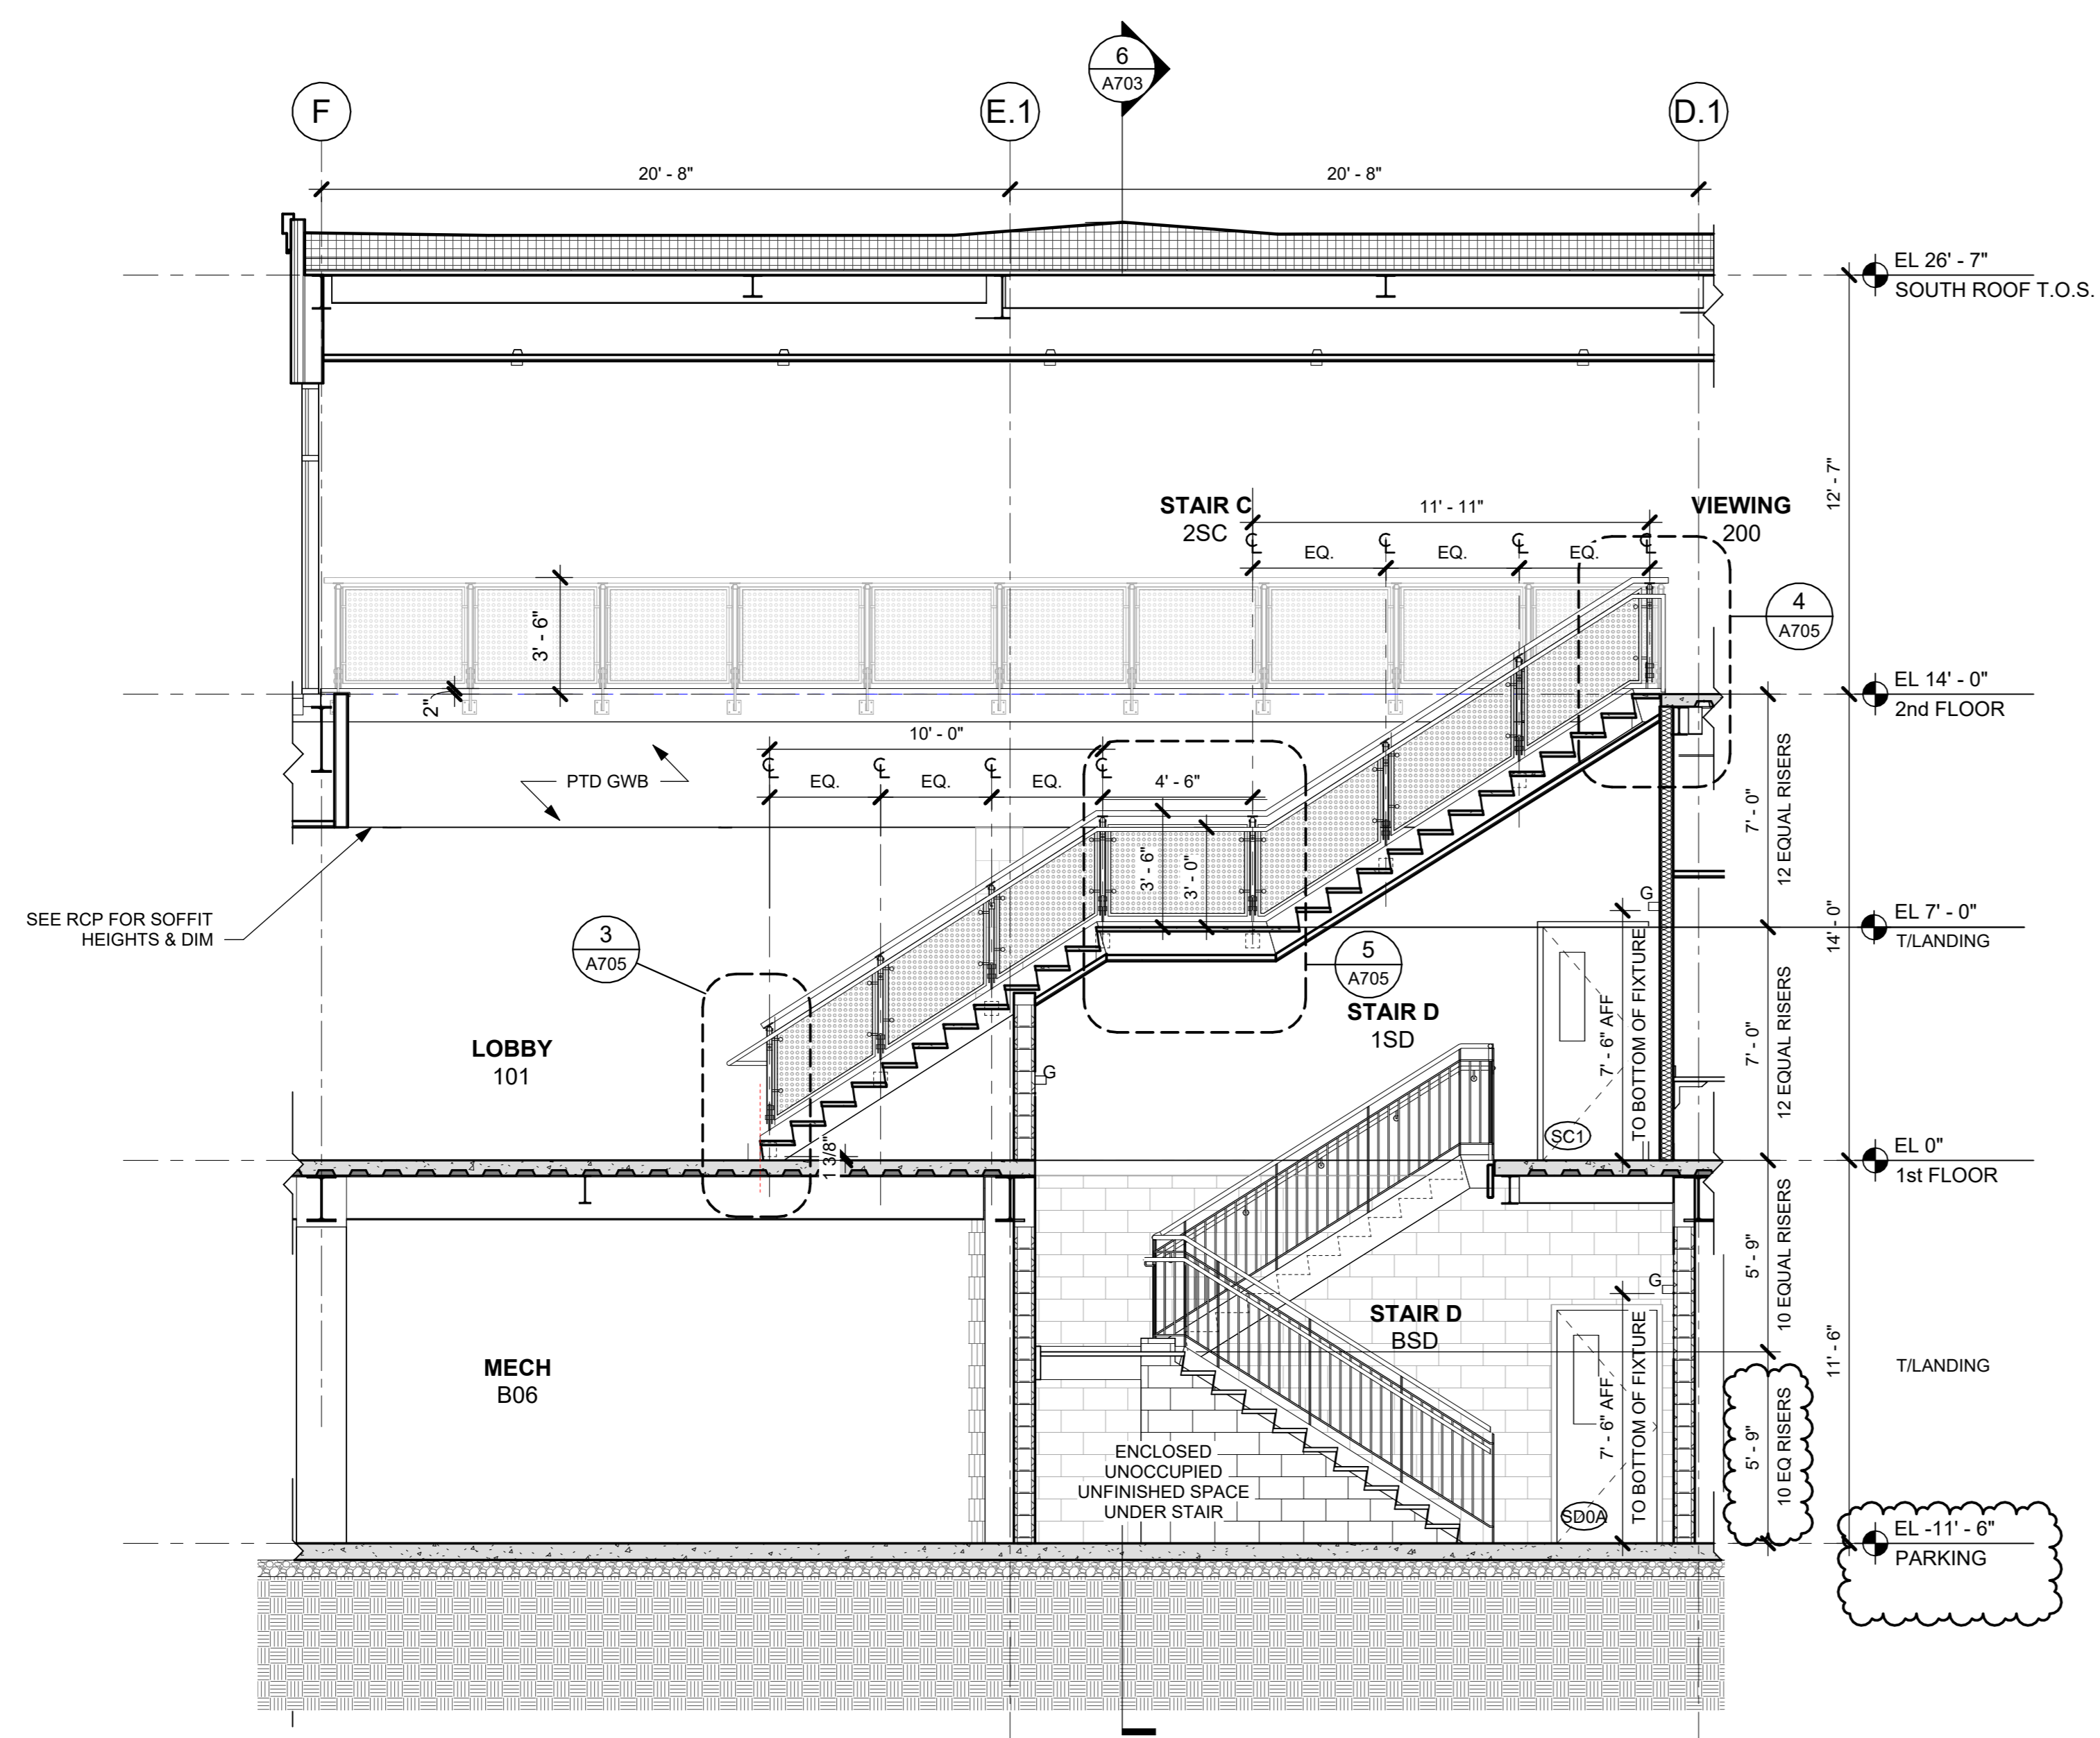 6
A703
F
E.1
D.1
20' - 8"
20' - 8"
EL 26' - 7"
SOUTH ROOF T.O.S.
12' - 7"
STAIR C
2SC
11' - 11"
VIEWING
200
℄
℄
℄
℄
EQ.
EQ.
EQ.
4
A705
3' - 6"
2"
EL 14' - 0"
2nd FLOOR
10' - 0"
℄
℄
℄
℄
EQ.
EQ.
EQ.
4' - 6"
PTD GWB
7' - 0"
12 EQUAL RISERS
3' - 6"
3' - 0"
SEE RCP FOR SOFFIT
HEIGHTS & DIM
G
EL 7' - 0"
T/LANDING
14' - 0"
3
A705
5
A705
STAIR D
1SD
7' - 6" AFF
TO BOTTOM OF FIXTURE
7' - 0"
12 EQUAL RISERS
LOBBY
101
G
SC1
1 3/8"
EL 0"
1st FLOOR
5' - 9"
10 EQUAL RISERS
G
STAIR D
BSD
MECH
B06
7' - 6" AFF
TO BOTTOM OF FIXTURE
11' - 6"
T/LANDING
5' - 9"
10 EQ RISERS
ENCLOSED
UNOCCUPIED
UNFINISHED SPACE
UNDER STAIR
SD0A
EL -11' - 6"
PARKING